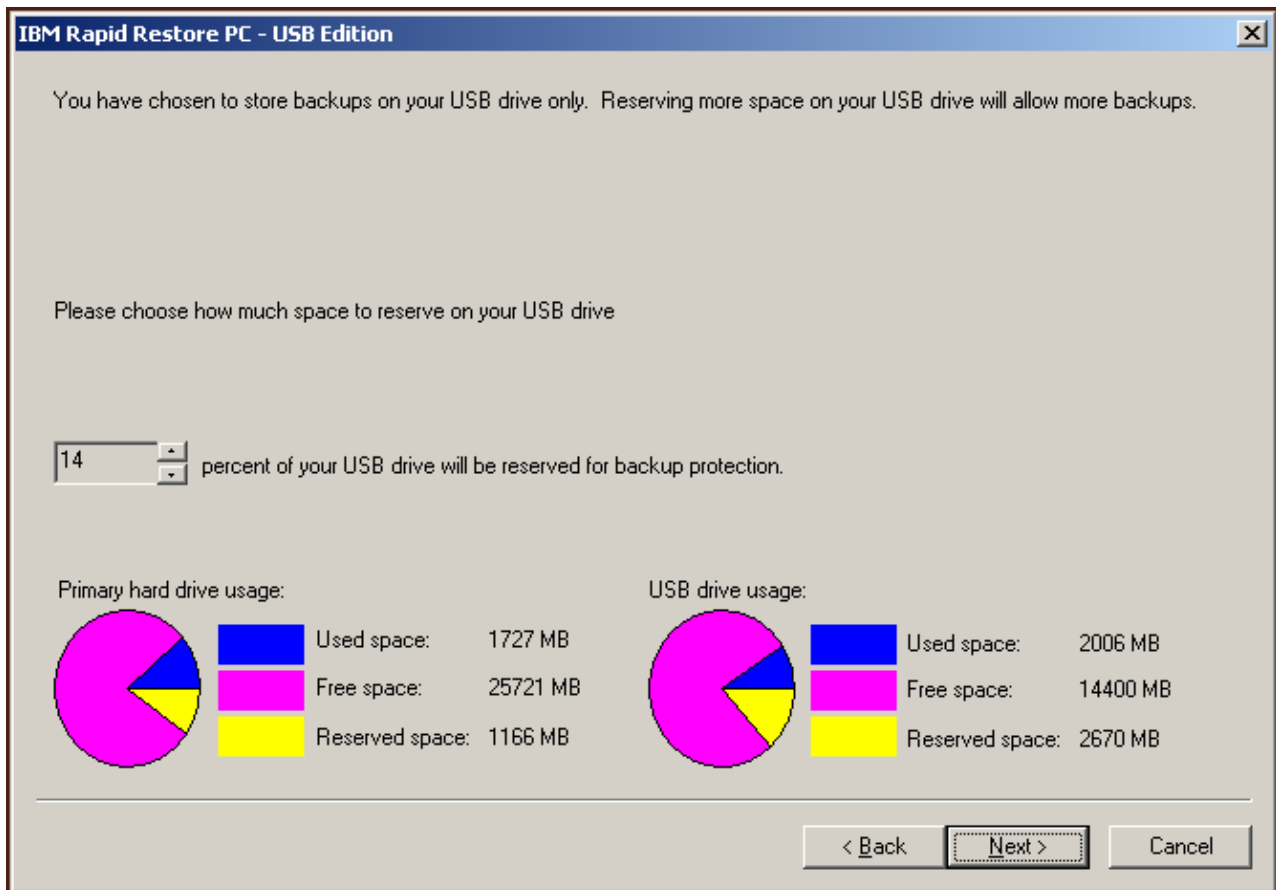 IBM Rapid Restore PC - USB Edition
You have chosen to store backups on your USB drive only.  Reserving more space on your USB drive will allow more backups.
Please choose how much space to reserve on your USB drive
14 percent of your USB drive will be reserved for backup protection.
Primary hard drive usage:
Used space: 1727 MB
Free space: 25721 MB
Reserved space: 1166 MB
USB drive usage:
Used space: 2006 MB
Free space: 14400 MB
Reserved space: 2670 MB
< Back Next > Cancel